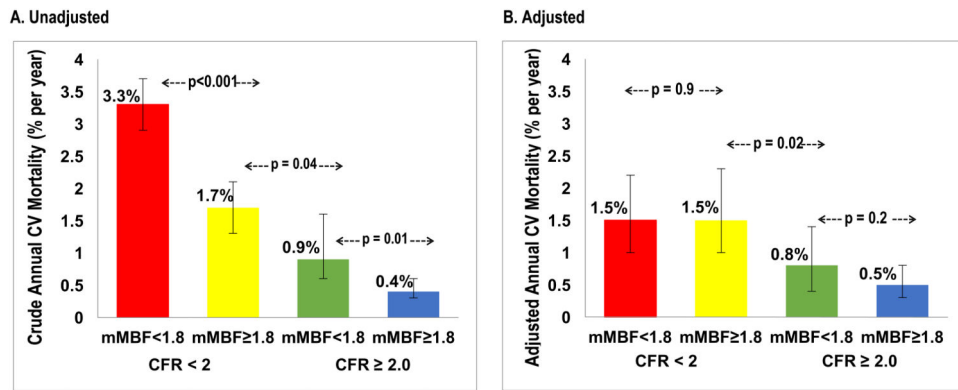 A. Unadjusted
Crude Annual CV Mortality (% per year)
4
3.5
3
2.5
2
1.5
1
0.5
0
3.3%
1.7%
0.9%
0.4%
p<0.001
p = 0.04
p = 0.01
mMBF<1.8 mMBF≥1.8 mMBF<1.8 mMBF≥1.8
CFR < 2 CFR ≥ 2.0
B. Adjusted
Adjusted Annual CV Mortality (% per year)
4
3.5
3
2.5
2
1.5
1
0.5
0
1.5%
1.5%
0.8%
0.5%
p = 0.9
p = 0.02
p = 0.2
mMBF<1.8 mMBF≥1.8 mMBF<1.8 mMBF≥1.8
CFR < 2 CFR ≥ 2.0